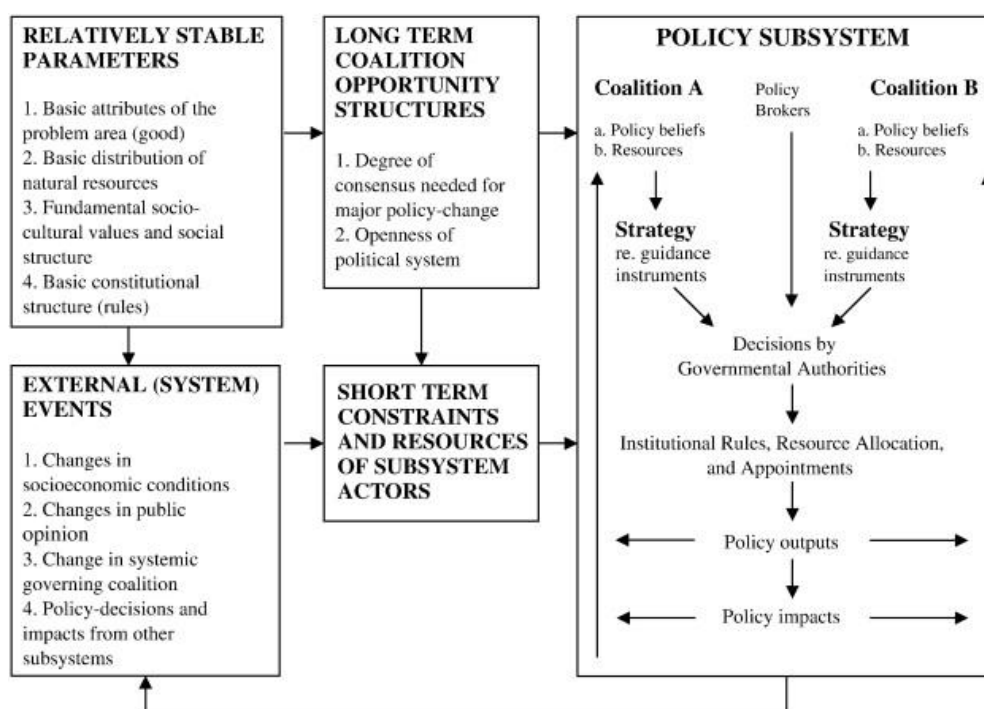 RELATIVELY STABLE
PARAMETERS
1. Basic attributes of the
problem area (good)
2. Basic distribution of
natural resources
3. Fundamental socio-
cultural values and social
structure
4. Basic constitutional
structure (rules)
LONG TERM
COALITION
OPPORTUNITY
STRUCTURES
1. Degree of
consensus needed for
major policy-change
2. Openness of
political system
EXTERNAL (SYSTEM)
EVENTS
1. Changes in
socioeconomic conditions
2. Changes in public
opinion
3. Change in systemic
governing coalition
4. Policy-decisions and
impacts from other
subsystems
SHORT TERM
CONSTRAINTS
AND RESOURCES
OF SUBSYSTEM
ACTORS
POLICY SUBSYSTEM
Coalition A
a. Policy beliefs
b. Resources
Strategy
re. guidance
instruments
Policy
Brokers
Coalition B
a. Policy beliefs
b. Resources
Strategy
re. guidance
instruments
Decisions by
Governmental Authorities
Institutional Rules, Resource Allocation,
and Appointments
Policy outputs
Policy impacts